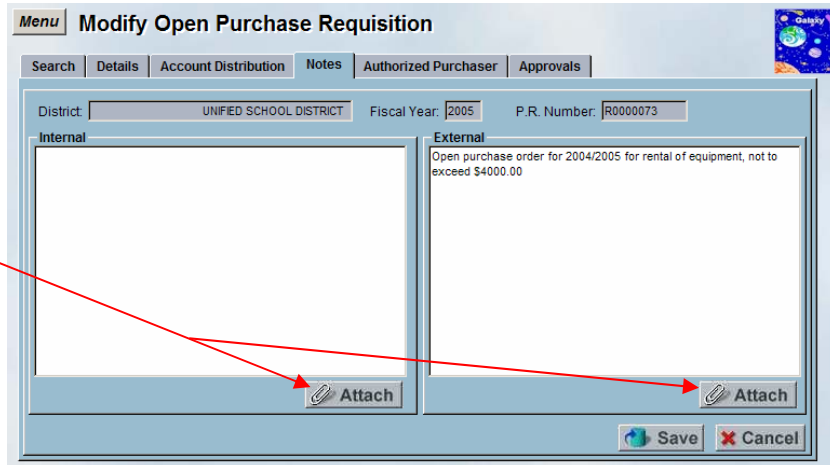 Menu Modify Open Purchase Requisition
Galaxy
Search Details Account Distribution Notes Authorized Purchaser Approvals
District: UNIFIED SCHOOL DISTRICT Fiscal Year: 2005 P.R. Number: R0000073
Internal External
Open purchase order for 2004/2005 for rental of equipment, not to
exceed $4000.00
Attach Attach
Save Cancel